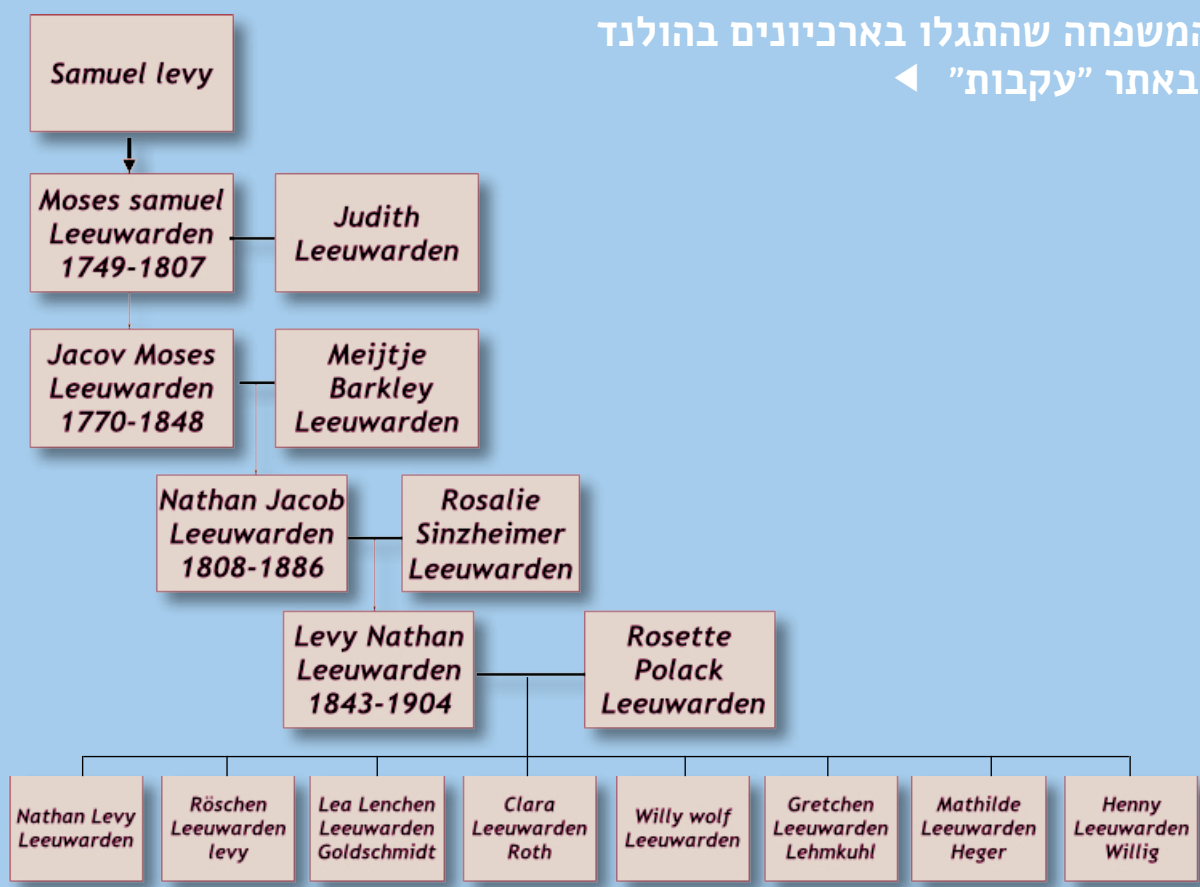 המשפחה שהתגלו בארכיונים בהולנד
באתר "עקבות" ◀
Samuel levy
Moses samuel
Leeuwarden
1749-1807
Judith
Leeuwarden
Jacov Moses
Leeuwarden
1770-1848
Meijtje
Barkley
Leeuwarden
Nathan Jacob
Leeuwarden
1808-1886
Rosalie
Sinzheimer
Leeuwarden
Levy Nathan
Leeuwarden
1843-1904
Rosette
Polack
Leeuwarden
Nathan Levy
Leeuwarden
Röschen
Leeuwarden
levy
Lea Lenchen
Leeuwarden
Goldschmidt
Clara
Leeuwarden
Roth
Willy wolf
Leeuwarden
Gretchen
Leeuwarden
Lehmkuhl
Mathilde
Leeuwarden
Heger
Henny
Leeuwarden
Willig